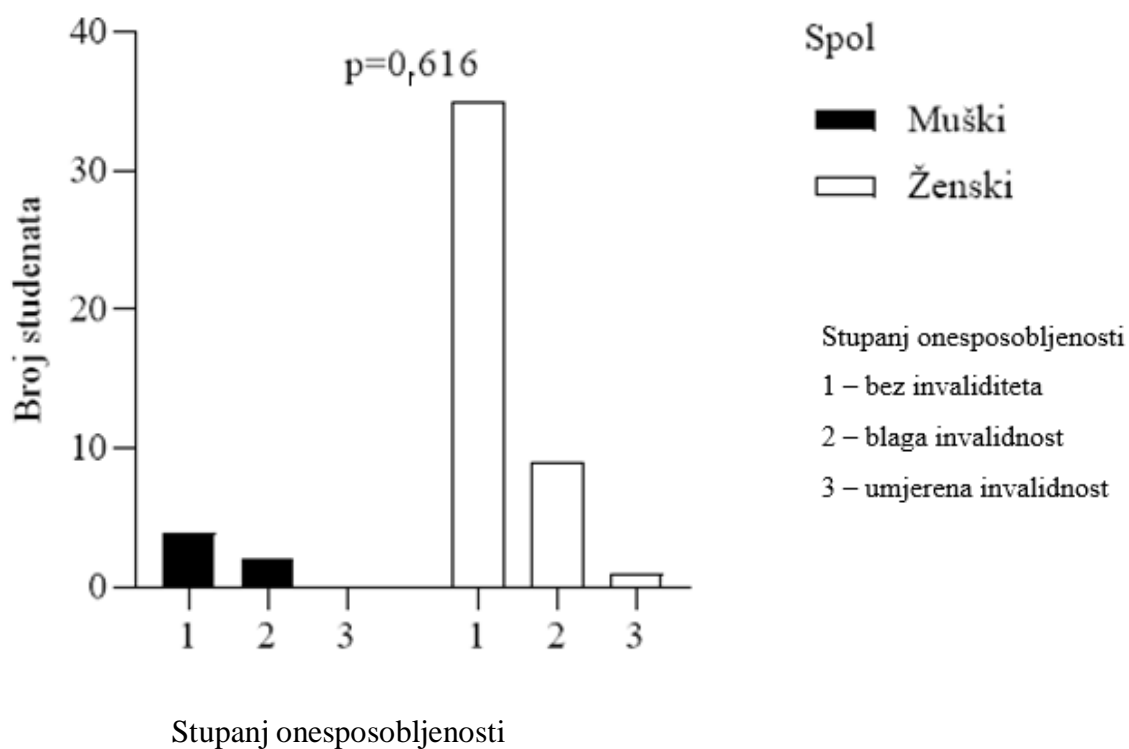 40
p=0,616
30
20
10
0
Broj studenata
1 2 3 1 2 3
Stupanj onesposobljenosti
Spol
Muški
Ženski
Stupanj onesposobljenosti
1 – bez invaliditeta
2 – blaga invalidnost
3 – umjerena invalidnost